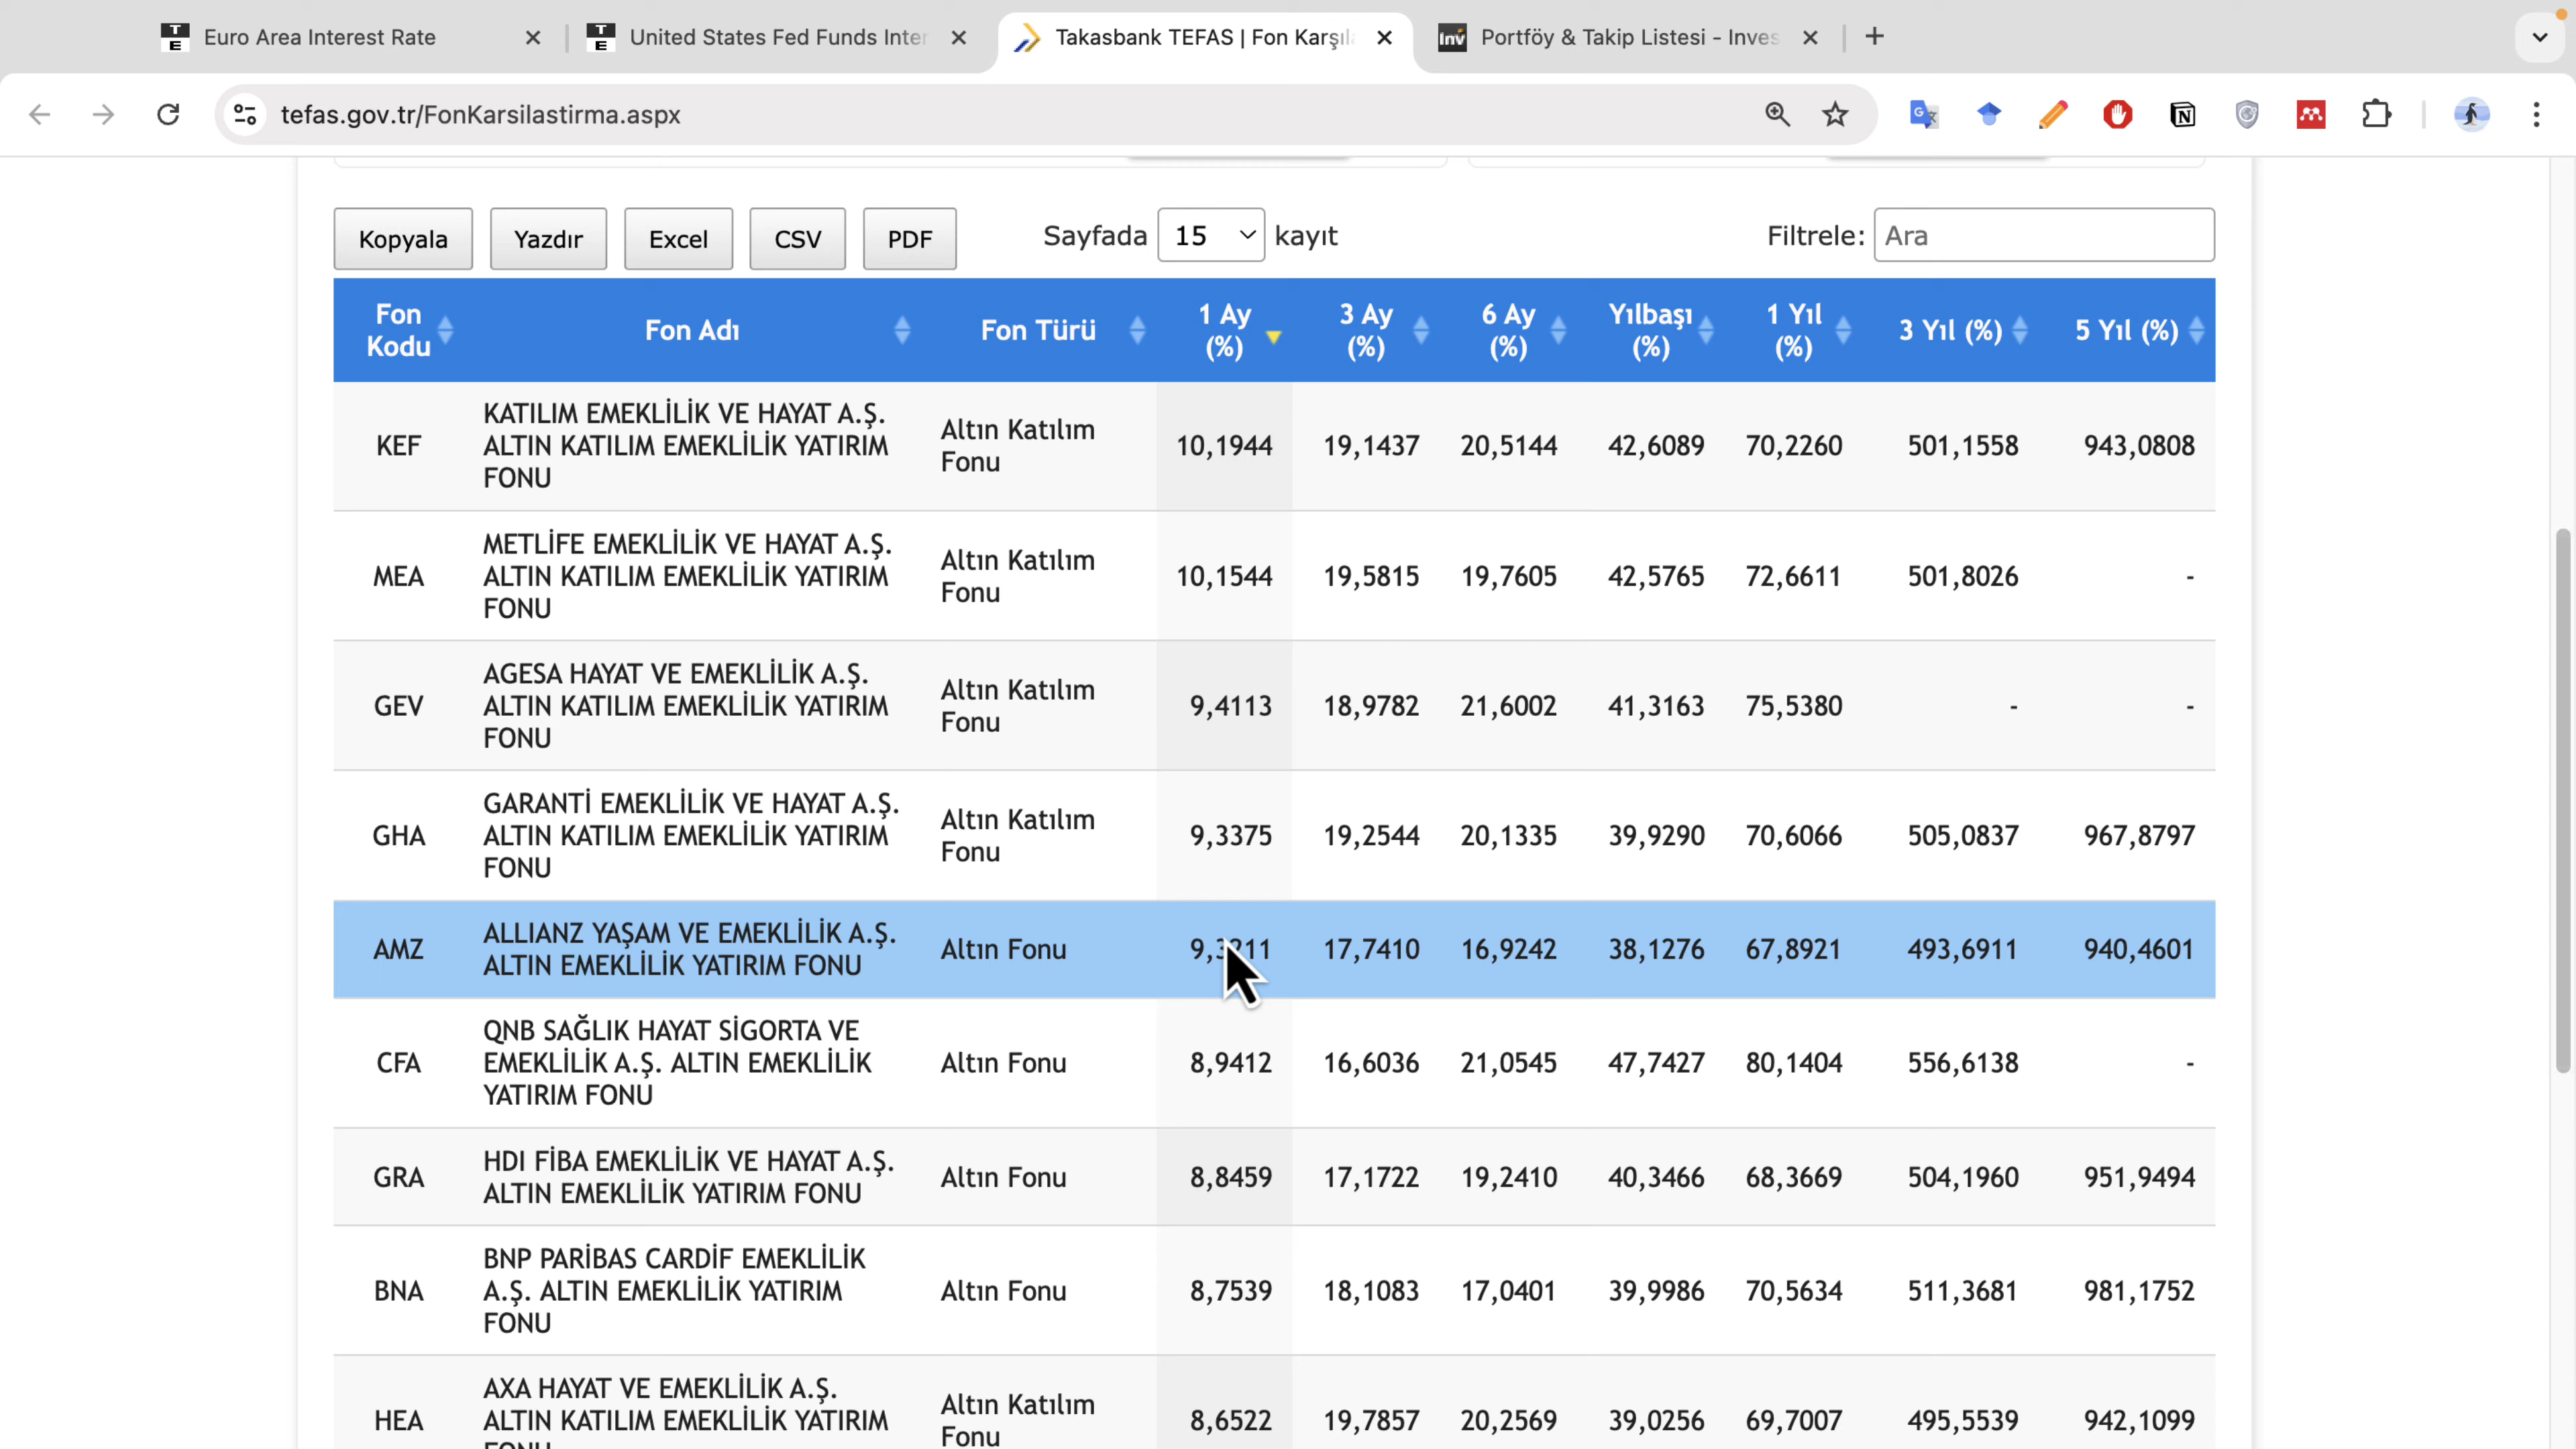 Euro Area Interest Rate
United States Fed Funds Inter
Takasbank TEFAS | Fon Karşıla
Portföy & Takip Listesi - Inves
tefas.gov.tr/FonKarsilastirma.aspx
Kopyala Yazdır Excel CSV PDF Sayfada 15 kayıt Filtrele: Ara
Fon Kodu Fon Adı Fon Türü 1 Ay (%) 3 Ay (%) 6 Ay (%) Yılbaşı (%) 1 Yıl (%) 3 Yıl (%) 5 Yıl (%)
KEF
KATILIM EMEKLİLİK VE HAYAT A.Ş.
ALTIN KATILIM EMEKLİLİK YATIRIM
FONU
Altın Katılım
Fonu
10,1944 19,1437 20,5144 42,6089 70,2260 501,1558 943,0808
MEA
METLİFE EMEKLİLİK VE HAYAT A.Ş.
ALTIN KATILIM EMEKLİLİK YATIRIM
FONU
Altın Katılım
Fonu
10,1544 19,5815 19,7605 42,5765 72,6611 501,8026 -
GEV
AGESA HAYAT VE EMEKLİLİK A.Ş.
ALTIN KATILIM EMEKLİLİK YATIRIM
FONU
Altın Katılım
Fonu
9,4113 18,9782 21,6002 41,3163 75,5380 - -
GHA
GARANTİ EMEKLİLİK VE HAYAT A.Ş.
ALTIN KATILIM EMEKLİLİK YATIRIM
FONU
Altın Katılım
Fonu
9,3375 19,2544 20,1335 39,9290 70,6066 505,0837 967,8797
AMZ
ALLIANZ YAŞAM VE EMEKLİLİK A.Ş.
ALTIN EMEKLİLİK YATIRIM FONU
Altın Fonu
17,7410 16,9242 38,1276 67,8921 493,6911 940,4601
CFA
QNB SAĞLIK HAYAT SİGORTA VE
EMEKLİLİK A.Ş. ALTIN EMEKLİLİK
YATIRIM FONU
Altın Fonu
8,9412 16,6036 21,0545 47,7427 80,1404 556,6138 -
GRA
HDI FİBA EMEKLİLİK VE HAYAT A.Ş.
ALTIN EMEKLİLİK YATIRIM FONU
Altın Fonu
8,8459 17,1722 19,2410 40,3466 68,3669 504,1960 951,9494
BNA
BNP PARİBAS CARDİF EMEKLİLİK
A.Ş. ALTIN EMEKLİLİK YATIRIM
FONU
Altın Fonu
8,7539 18,1083 17,0401 39,9986 70,5634 511,3681 981,1752
HEA
AXA HAYAT VE EMEKLİLİK A.Ş.
ALTIN KATILIM EMEKLİLİK YATIRIM
FONU
Altın Katılım
Fonu
8,6522 19,7857 20,2569 39,0256 69,7007 495,5539 942,1099